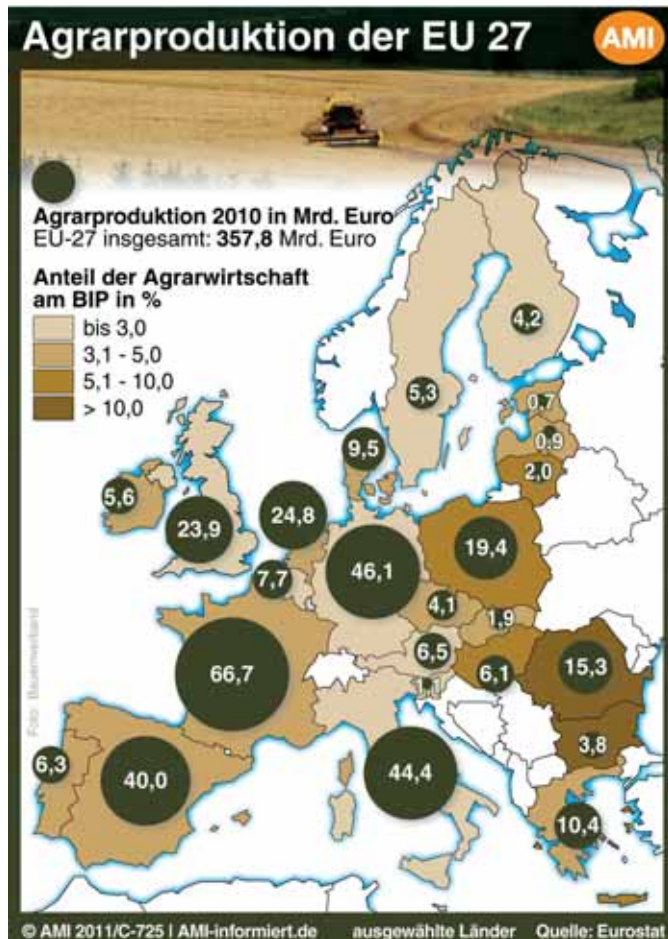 Agrarproduktion der EU 27
AMI
Agrarproduktion 2010 in Mrd. Euro
EU-27 insgesamt: 357,8 Mrd. Euro
Anteil der Agrarwirtschaft
am BIP in %
bis 3,0
3,1 - 5,0
5,1 - 10,0
> 10,0
4,2
5,3
0,7
0,9
2,0
9,5
5,6
23,9
24,8
46,1
19,4
7,7
4,1
1,9
66,7
6,5
6,1
15,3
3,8
6,3
40,0
44,4
10,4
Foto: Bauernverband
© AMI 2011/C-725 | AMI-informiert.de ausgewählte Länder Quelle: Eurostat